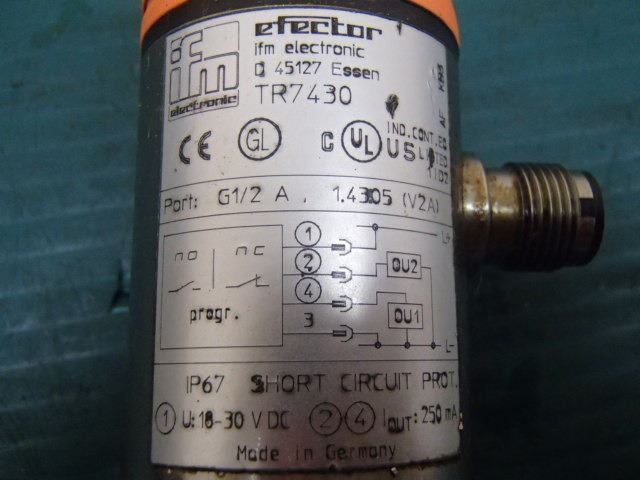 ifm
electronic
efector
ifm electronic
D 45127 Essen
TR7430
CE GL C UL US
IND. CONT. EQ
LISTED
Port: G1/2 A , 1.4305 (V2A)
no nc
progr.
1
2
4
3
L+
OU2
OU1
L-
IP67 SHORT CIRCUIT PROT.
1 U: 18-30 V DC 2 4 IOUT: 250 mA
Made in Germany